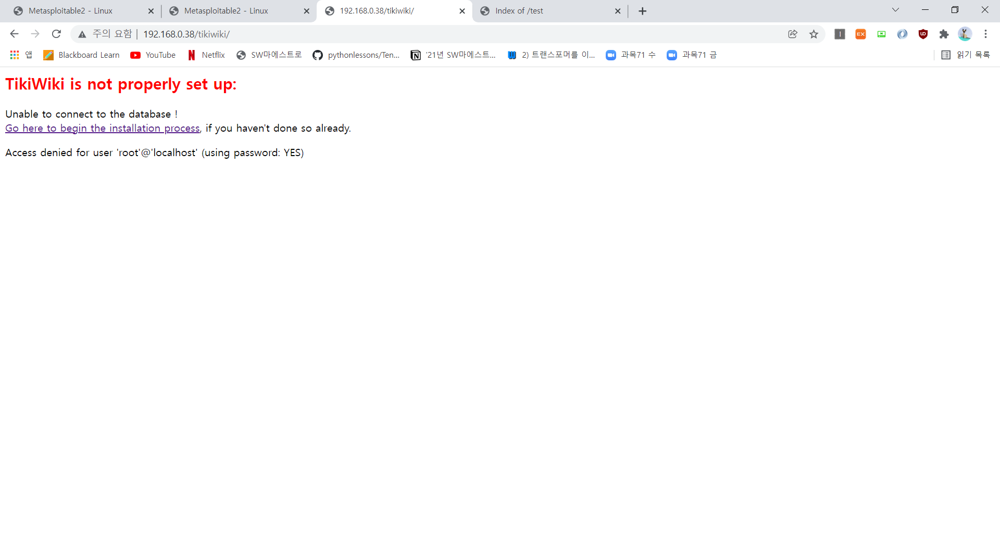 Metasploitable2 - Linux
Metasploitable2 - Linux
192.168.0.38/tikiwiki/
Index of /test
주의 요함 | 192.168.0.38/tikiwiki/
앱
Blackboard Learn
YouTube
Netflix
SW마에스트로
pythonlessons/Ten...
'21년 SW마에스트...
2) 트랜스포머를 이...
과목71 수
과목71 금
읽기 목록
TikiWiki is not properly set up:
Unable to connect to the database !
Go here to begin the installation process, if you haven't done so already.
Access denied for user 'root'@'localhost' (using password: YES)